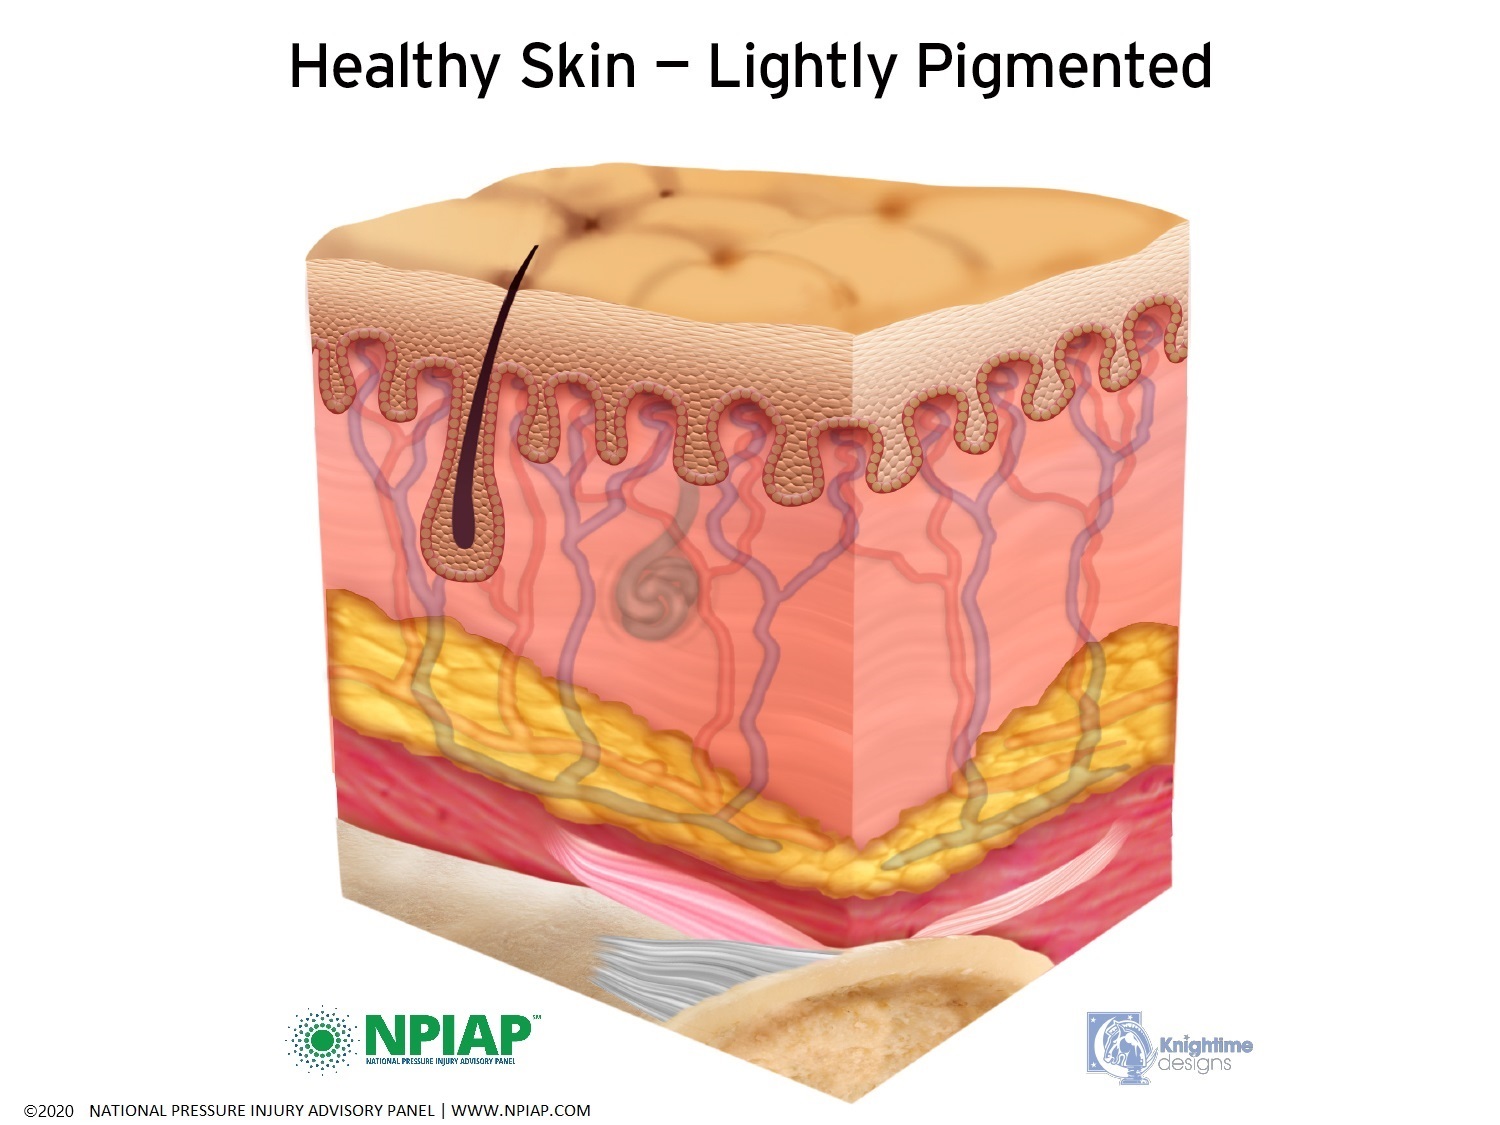 Healthy Skin – Lightly Pigmented
NPIAP℠
NATIONAL PRESSURE INJURY ADVISORY PANEL
Knightime
designs
©2020 NATIONAL PRESSURE INJURY ADVISORY PANEL | WWW.NPIAP.COM